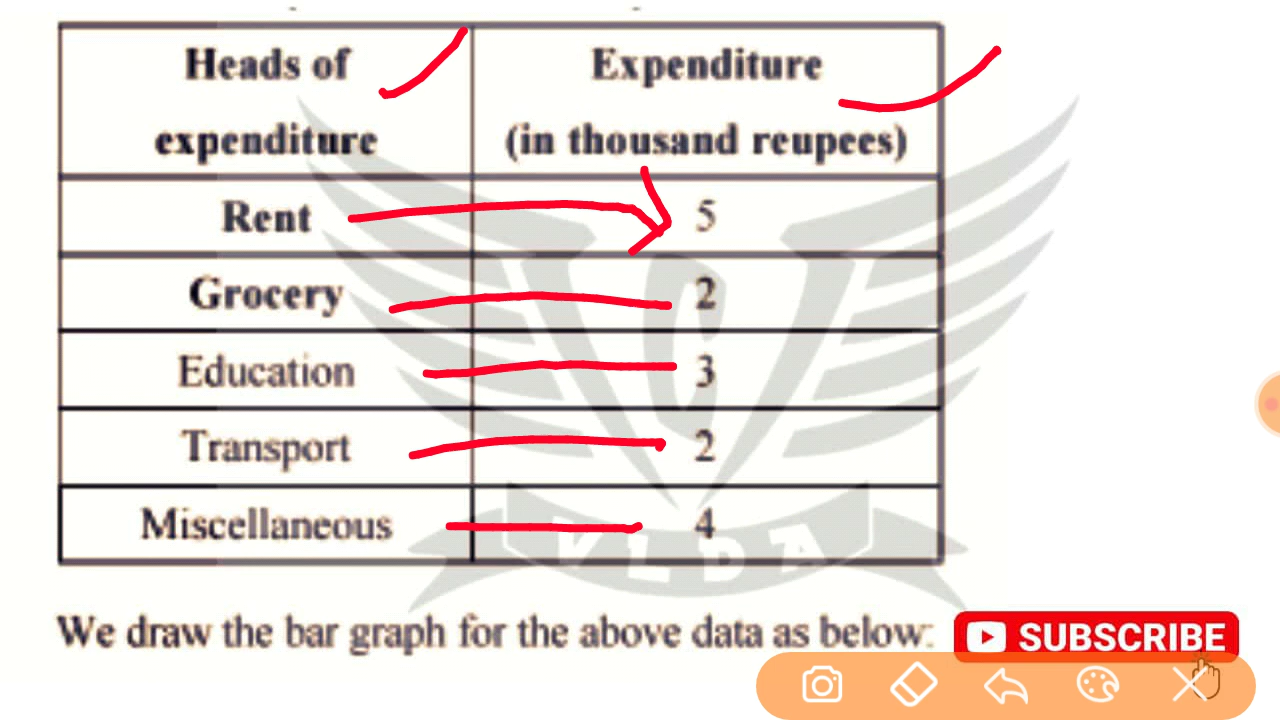 Heads of expenditure
Expenditure (in thousand reupees)
Rent 5
Grocery 2
Education 3
Transport 2
Miscellaneous 4
VLDA
We draw the bar graph for the above data as below:
SUBSCRIBE